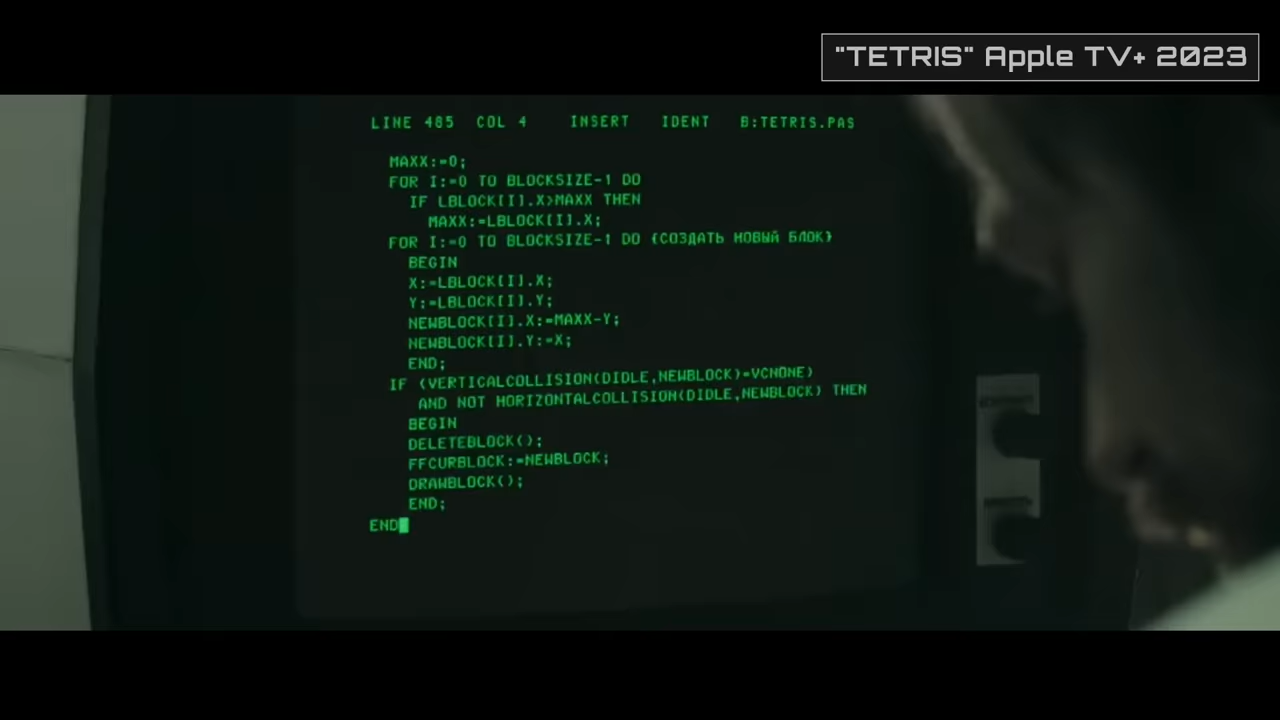 "TETRIS" Apple TV+ 2023
LINE 485 COL 4 INSERT IDENT B:TETRIS.PAS
MAXX:=0;
FOR I:=0 TO BLOCKSIZE-1 DO
IF LBLOCK[I].X>MAXX THEN
MAXX:=LBLOCK[I].X;
FOR I:=0 TO BLOCKSIZE-1 DO {СОЗДАТЬ НОВЫЙ БЛОК}
BEGIN
X:=LBLOCK[I].X;
Y:=LBLOCK[I].Y;
NEWBLOCK[I].X:=MAXX-Y;
NEWBLOCK[I].Y:=X;
END;
IF (VERTICALCOLLISION(DIDLE,NEWBLOCK)=VCNONE)
AND NOT HORIZONTALCOLLISION(DIDLE,NEWBLOCK) THEN
BEGIN
DELETEBLOCK();
FFCURBLOCK:=NEWBLOCK;
DRAWBLOCK();
END;
END